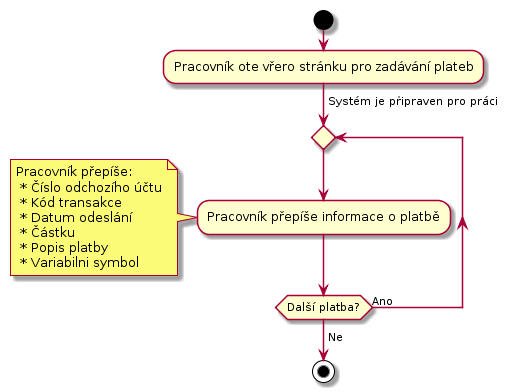 Pracovník ote vřero stránku pro zadávání plateb
Systém je připraven pro práci
Pracovník přepíše:
* Číslo odchozího účtu
* Kód transakce
* Datum odeslání
* Částku
* Popis platby
* Variabilni symbol
Pracovník přepíše informace o platbě
Další platba?
Ano
Ne